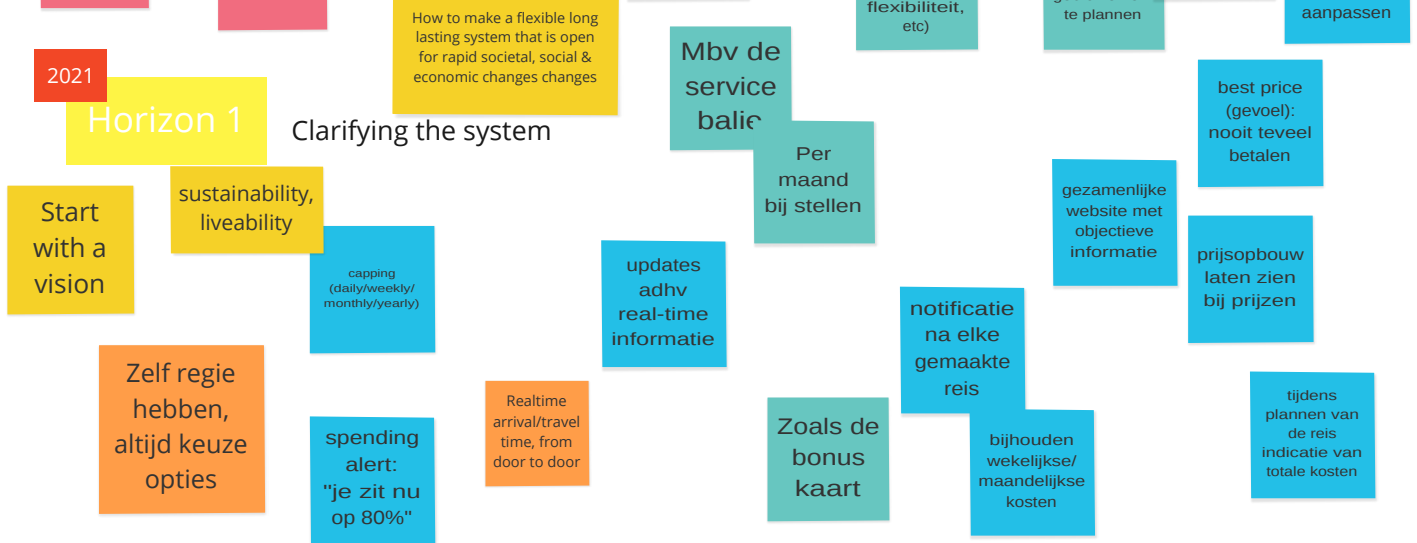 How to make a flexible long
lasting system that is open
for rapid societal, social &
economic changes changes
flexibiliteit,
etc)
te plannen
aanpassen
2021
Horizon 1
Clarifying the system
Mbv de
service
balie
Per
maand
bij stellen
best price
(gevoel):
nooit teveel
betalen
Start
with a
vision
sustainability,
liveability
gezamenlijke
website met
objectieve
informatie
capping
(daily/weekly/
monthly/yearly)
updates
adhv
real-time
informatie
prijsopbouw
laten zien
bij prijzen
notificatie
na elke
gemaakte
reis
Zelf regie
hebben,
altijd keuze
opties
Realtime
arrival/travel
time, from
door to door
spending
alert:
"je zit nu
op 80%"
Zoals de
bonus
kaart
bijhouden
wekelijkse/
maandelijkse
kosten
tijdens
plannen van
de reis
indicatie van
totale kosten